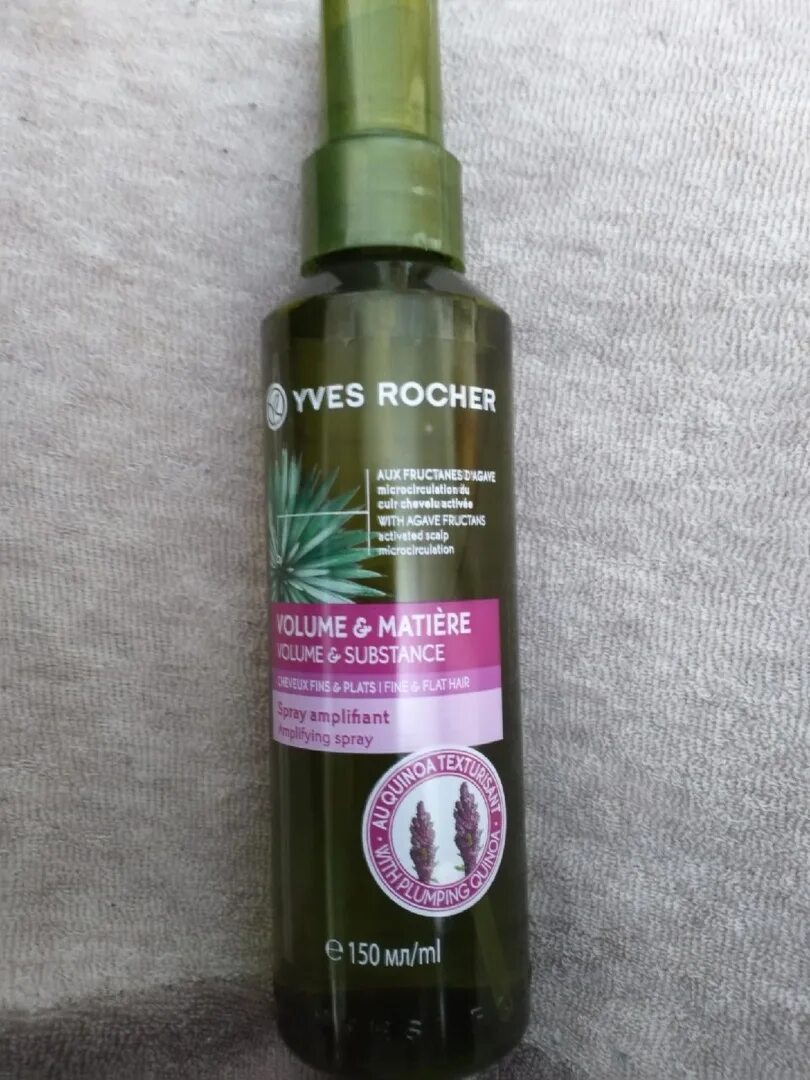 YVES ROCHER
AUX FRUCTANES D'AGAVE
microcirculation du
cuir chevelu activée
WITH AGAVE FRUCTANS
activated scalp
microcirculation
VOLUME & MATIÈRE
VOLUME & SUBSTANCE
CHEVEUX FINS & PLATS | FINE & FLAT HAIR
Spray amplifiant
Amplifying spray
• AU QUINOA TEXTURISANT •
WITH PLUMPING QUINOA
℮ 150 мл/ml